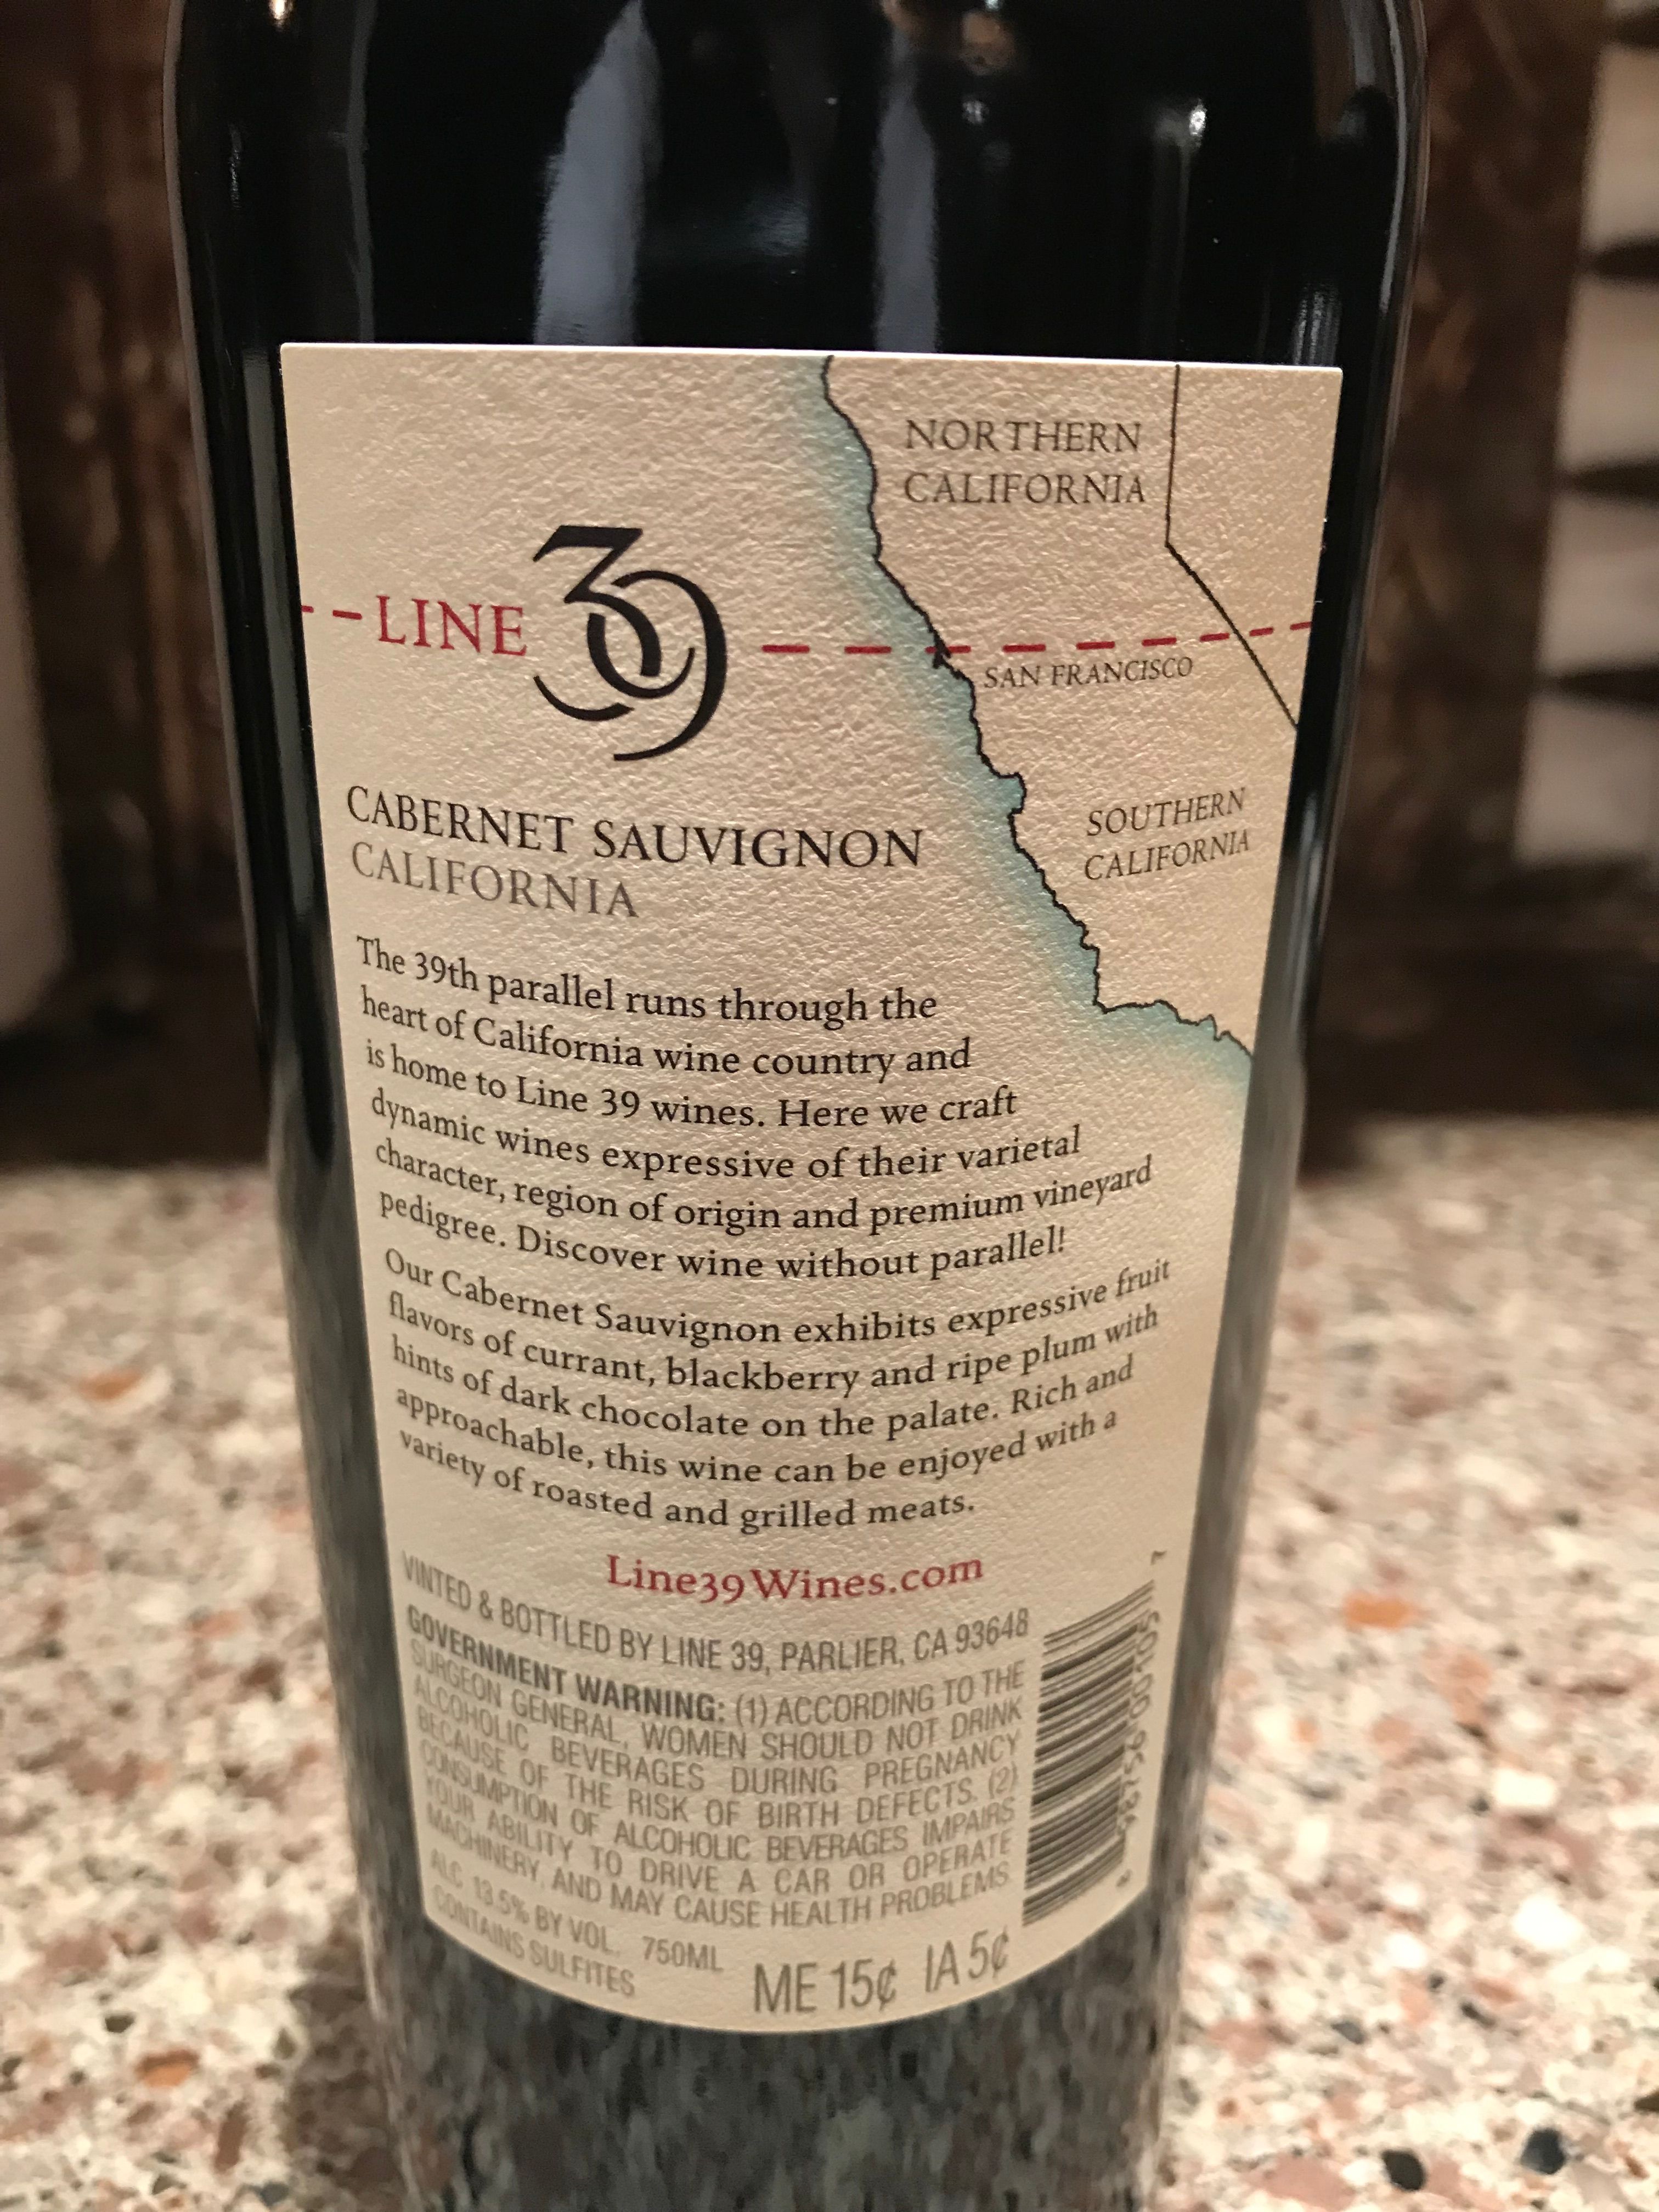 NORTHERN
CALIFORNIA
LINE 39
SAN FRANCISCO
SOUTHERN
CALIFORNIA
CABERNET SAUVIGNON
CALIFORNIA
The 39th parallel runs through the
heart of California wine country and
is home to Line 39 wines. Here we craft
dynamic wines expressive of their varietal
character, region of origin and premium vineyard
pedigree. Discover wine without parallel!
Our Cabernet Sauvignon exhibits expressive fruit
flavors of currant, blackberry and ripe plum with
hints of dark chocolate on the palate. Rich and
approachable, this wine can be enjoyed with a
variety of roasted and grilled meats.
Line39Wines.com
VINTED & BOTTLED BY LINE 39, PARLIER, CA 93648
GOVERNMENT WARNING: (1) ACCORDING TO THE
SURGEON GENERAL, WOMEN SHOULD NOT DRINK
ALCOHOLIC BEVERAGES DURING PREGNANCY
BECAUSE OF THE RISK OF BIRTH DEFECTS. (2)
CONSUMPTION OF ALCOHOLIC BEVERAGES IMPAIRS
YOUR ABILITY TO DRIVE A CAR OR OPERATE
MACHINERY, AND MAY CAUSE HEALTH PROBLEMS.
ALC. 13.5% BY VOL. 750ML
CONTAINS SULFITES
ME 15¢ IA 5¢